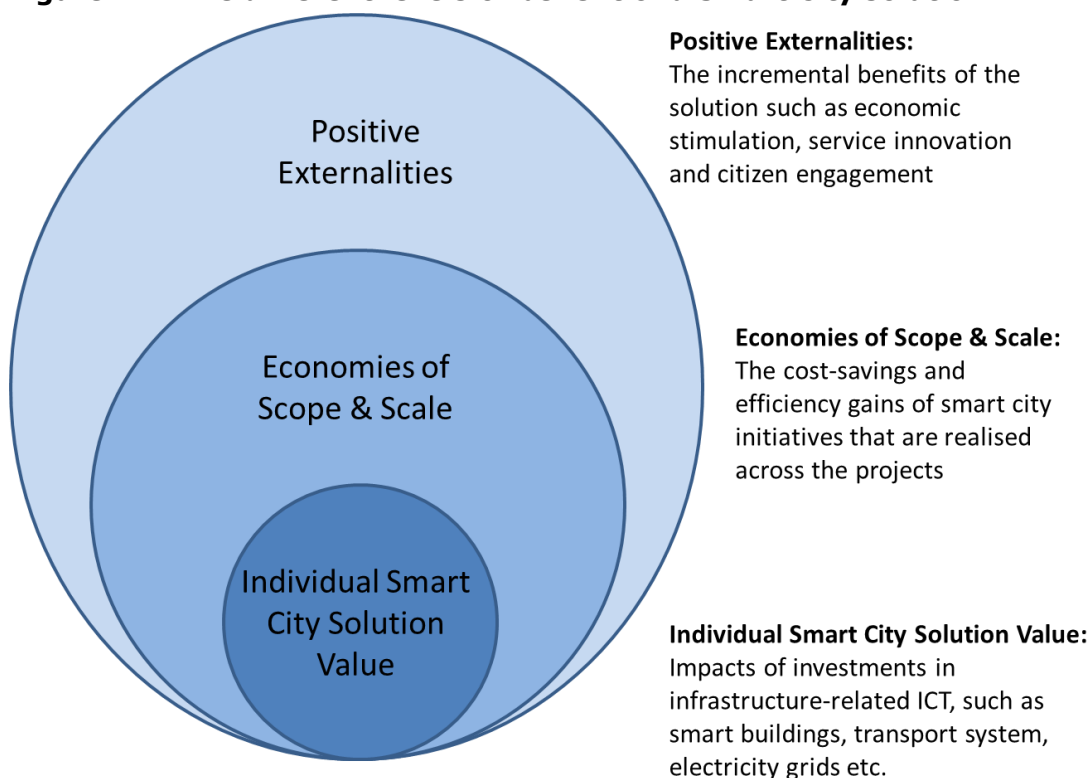 Positive
Externalities
Economies of
Scope & Scale
Individual Smart
City Solution
Value
Positive Externalities:
The incremental benefits of the
solution such as economic
stimulation, service innovation
and citizen engagement
Economies of Scope & Scale:
The cost-savings and
efficiency gains of smart city
initiatives that are realised
across the projects
Individual Smart City Solution Value:
Impacts of investments in
infrastructure-related ICT, such as
smart buildings, transport system,
electricity grids etc.